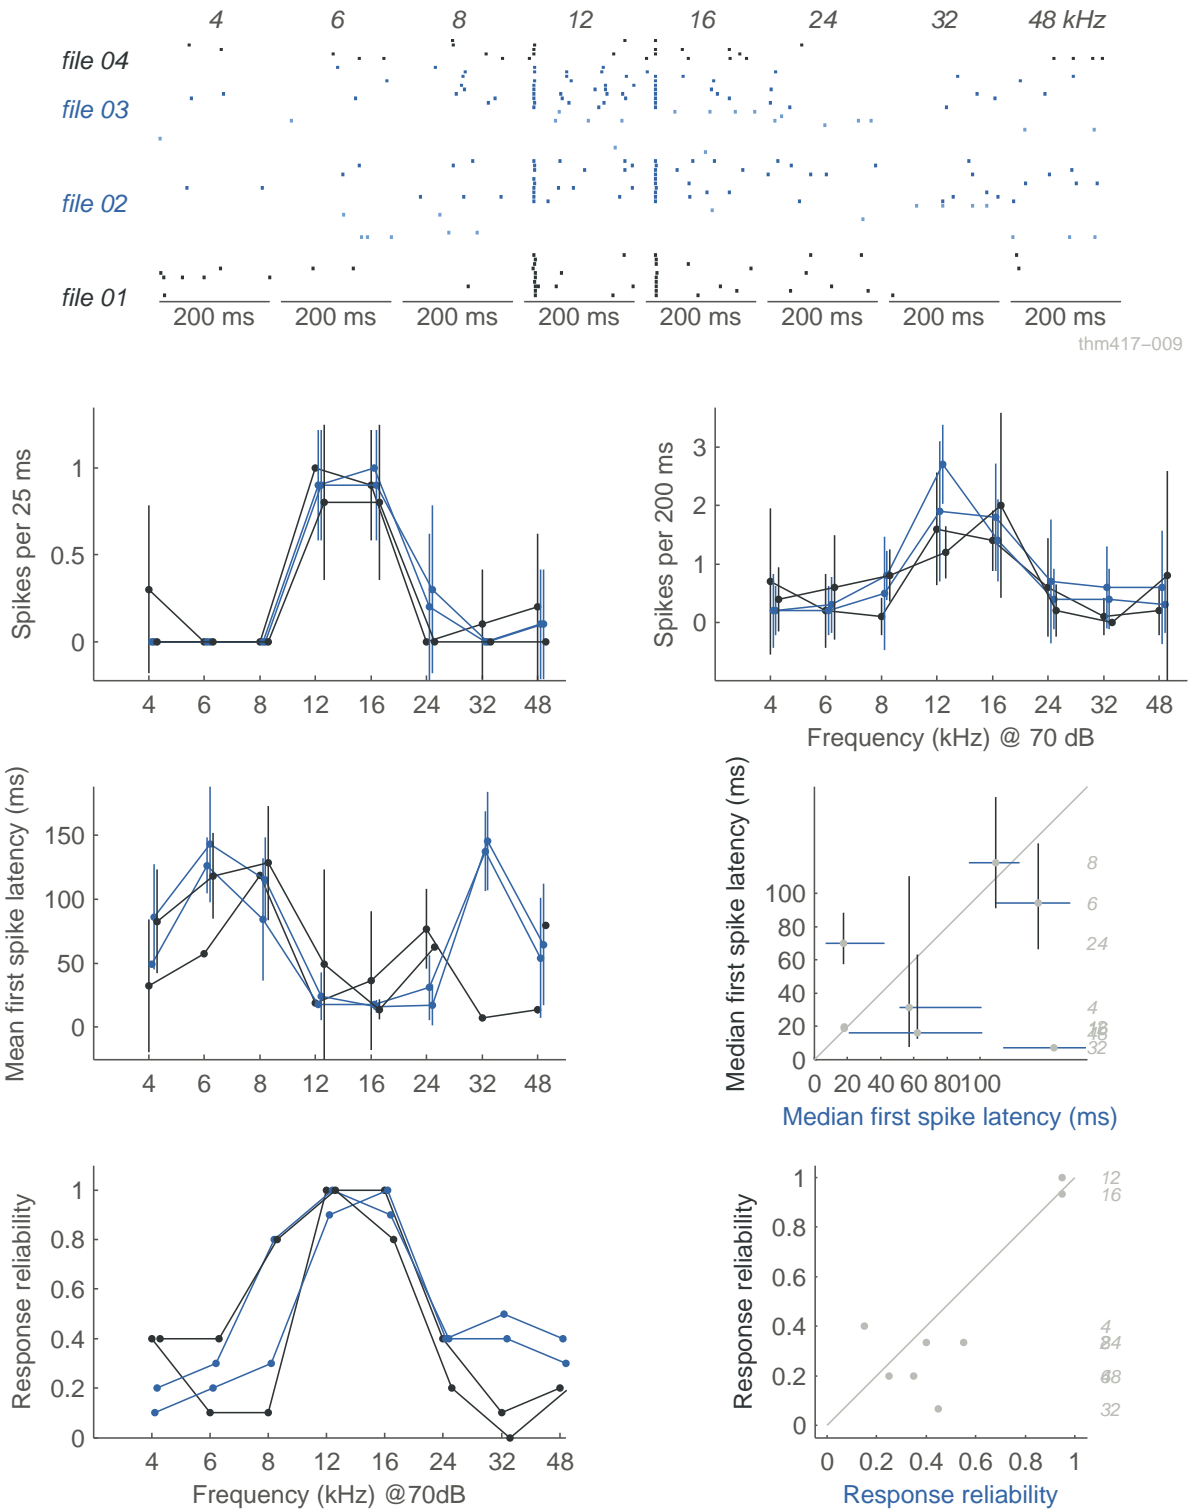 4 6 8 12 16 24 32 48 kHz
file 04
file 03
file 02
file 01
200 ms 200 ms 200 ms 200 ms 200 ms 200 ms 200 ms 200 ms
thm417–009
Spikes per 25 ms
1
0.5
0
4 6 8 12 16 24 32 48
Spikes per 200 ms
3
2
1
0
4 6 8 12 16 24 32 48
Frequency (kHz) @ 70 dB
Mean first spike latency (ms)
150
100
50
0
4 6 8 12 16 24 32 48
Median first spike latency (ms)
100
80
60
40
20
0
8
6
24
4
32
0 20 40 60 80 100
Median first spike latency (ms)
Response reliability
1
0.8
0.6
0.4
0.2
0
4 6 8 12 16 24 32 48
Frequency (kHz) @70dB
Response reliability
1
0.8
0.6
0.4
0.2
0
12
16
4
32
0 0.2 0.4 0.6 0.8 1
Response reliability